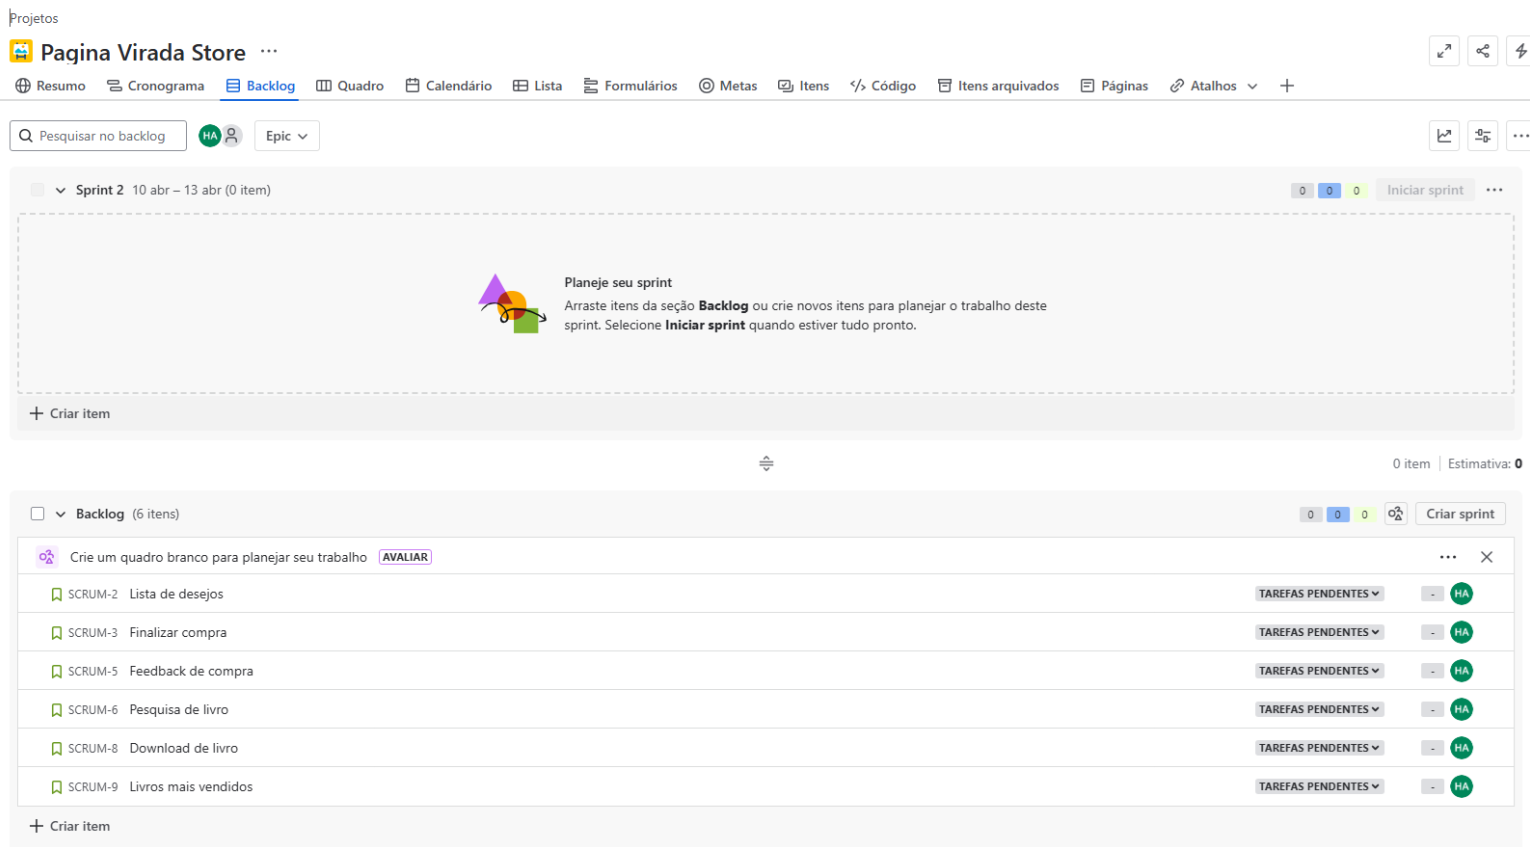 Projetos
Pagina Virada Store ···
Resumo Cronograma Backlog Quadro Calendário Lista Formulários Metas Itens Código Itens arquivados Páginas Atalhos
Pesquisar no backlog HA Epic
Sprint 2 10 abr – 13 abr (0 item) 0 0 0 Iniciar sprint ···
Planeje seu sprint
Arraste itens da seção Backlog ou crie novos itens para planejar o trabalho deste
sprint. Selecione Iniciar sprint quando estiver tudo pronto.
+ Criar item
0 item Estimativa: 0
Backlog (6 itens) 0 0 0 Criar sprint
Crie um quadro branco para planejar seu trabalho AVALIAR
SCRUM-2 Lista de desejos TAREFAS PENDENTES - HA
SCRUM-3 Finalizar compra TAREFAS PENDENTES - HA
SCRUM-5 Feedback de compra TAREFAS PENDENTES - HA
SCRUM-6 Pesquisa de livro TAREFAS PENDENTES - HA
SCRUM-8 Download de livro TAREFAS PENDENTES - HA
SCRUM-9 Livros mais vendidos TAREFAS PENDENTES - HA
+ Criar item